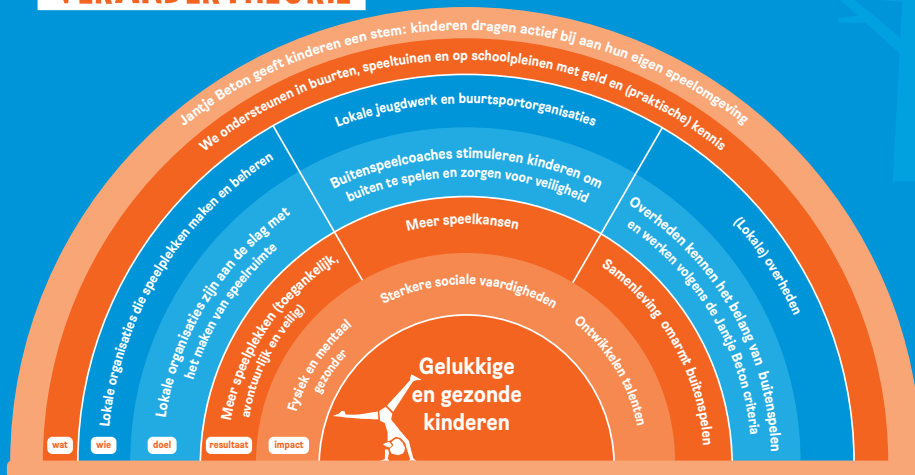 VERANDERTHEORIE
Jantje Beton geeft kinderen een stem: kinderen dragen actief bij aan hun eigen speelomgeving
We ondersteunen in buurten, speeltuinen en op schoolpleinen met geld en (praktische) kennis
Lokale organisaties die speelplekken maken en beheren
Lokale jeugdwerk en buurtsportorganisaties
(Lokale) overheden
Lokale organisaties zijn aan de slag met
het maken van speelruimte
Buitenspeelcoaches stimuleren kinderen om
buiten te spelen en zorgen voor veiligheid
Overheden kennen het belang van buitenspelen
en werken volgens de Jantje Beton criteria
Meer speelplekken (toegankelijk,
avontuurlijk en veilig)
Meer speelkansen
Samenleving omarmt buitenspelen
Fysiek en mentaal
gezonder
Sterkere sociale vaardigheden
Ontwikkelen talenten
Gelukkige
en gezonde
kinderen
wat
wie
doel
resultaat
impact